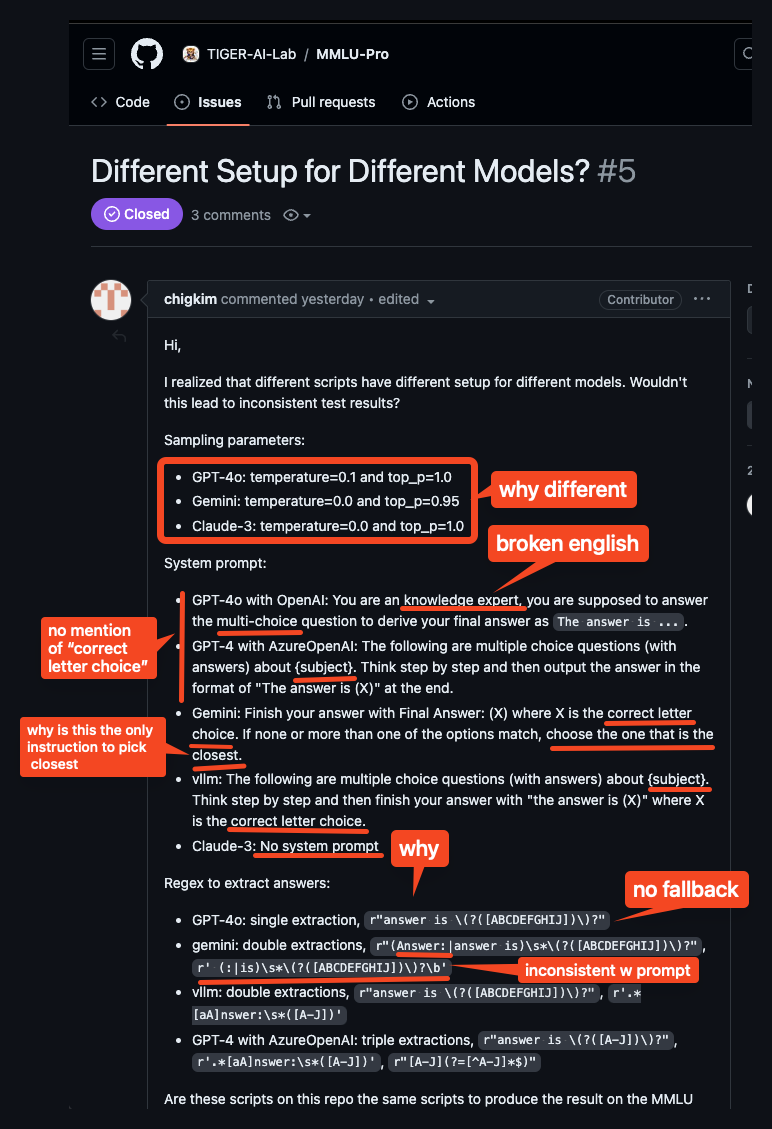 TIGER-AI-Lab / MMLU-Pro
Code Issues Pull requests Actions
Different Setup for Different Models? #5
Closed 3 comments
chigkim commented yesterday • edited Contributor ...
Hi,
I realized that different scripts have different setup for different models. Wouldn't
this lead to inconsistent test results?
Sampling parameters:
• GPT-4o: temperature=0.1 and top_p=1.0
• Gemini: temperature=0.0 and top_p=0.95
• Claude-3: temperature=0.0 and top_p=1.0
why different
broken english
System prompt:
• GPT-4o with OpenAI: You are an knowledge expert, you are supposed to answer
the multi-choice question to derive your final answer as The answer is ....
no mention
of "correct
letter choice"
• GPT-4 with AzureOpenAI: The following are multiple choice questions (with
answers) about {subject}. Think step by step and then output the answer in the
format of "The answer is (X)" at the end.
• Gemini: Finish your answer with Final Answer: (X) where X is the correct letter
choice. If none or more than one of the options match, choose the one that is the
closest.
why is this the only
instruction to pick
closest
• vllm: The following are multiple choice questions (with answers) about {subject}.
Think step by step and then finish your answer with "the answer is (X)" where X
is the correct letter choice.
• Claude-3: No system prompt
why
Regex to extract answers:
no fallback
• GPT-4o: single extraction, r"answer is \(?([ABCDEFGHIJ])\)?"
• gemini: double extractions, r"(Answer:|answer is)\s*\(?([ABCDEFGHIJ])\)?",
r' (:|is)\s*\(?([ABCDEFGHIJ])\)?\b'
inconsistent w prompt
• vllm: double extractions, r"answer is \(?([ABCDEFGHIJ])\)?", r'.*
[aA]nswer:\s*([A-J])'
• GPT-4 with AzureOpenAI: triple extractions, r"answer is \(?([A-J])\)?",
r'.*[aA]nswer:\s*([A-J])', r"[A-J](?=[^A-J]*$)"
Are these scripts on this repo the same scripts to produce the result on the MMLU